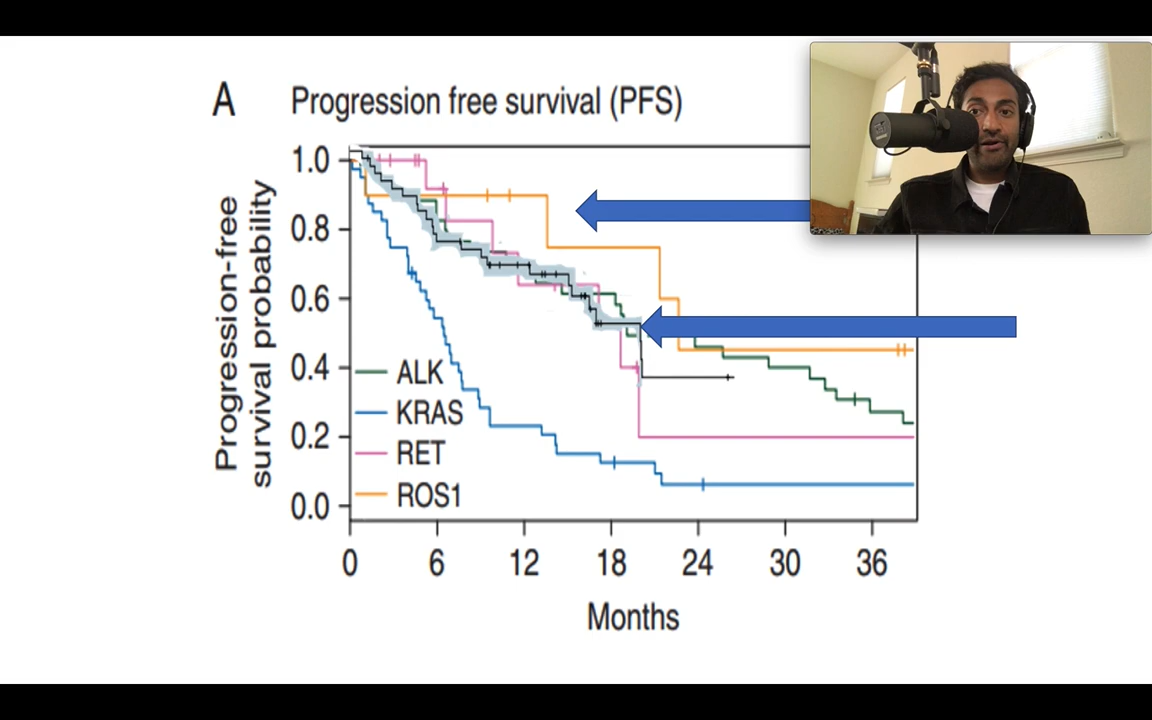 A Progression free survival (PFS)
Progression-free
survival probability
1.0
0.8
0.6
0.4
0.2
0.0
ALK
KRAS
RET
ROS1
0 6 12 18 24 30 36
Months